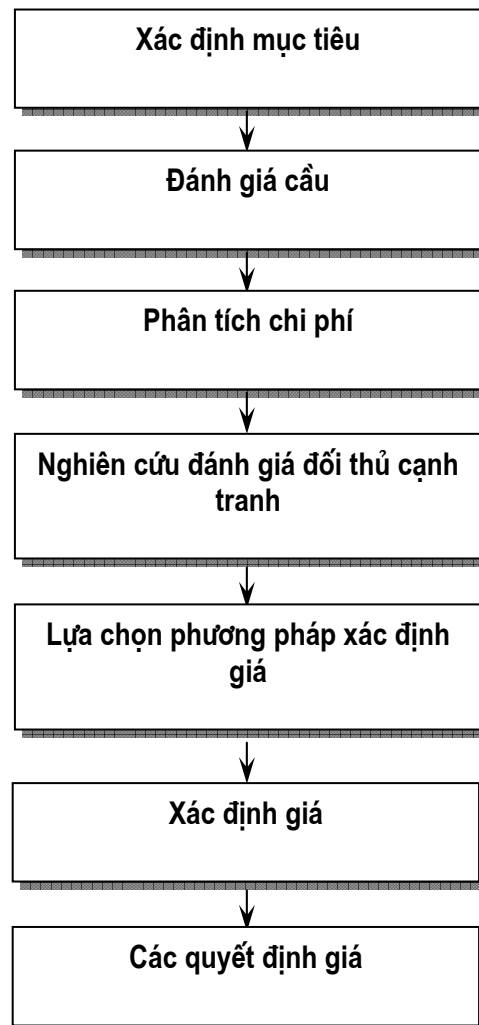 Xác định mục tiêu
Đánh giá cầu
Phân tích chi phí
Nghiên cứu đánh giá đối thủ cạnh
tranh
Lựa chọn phương pháp xác định
giá
Xác định giá
Các quyết định giá